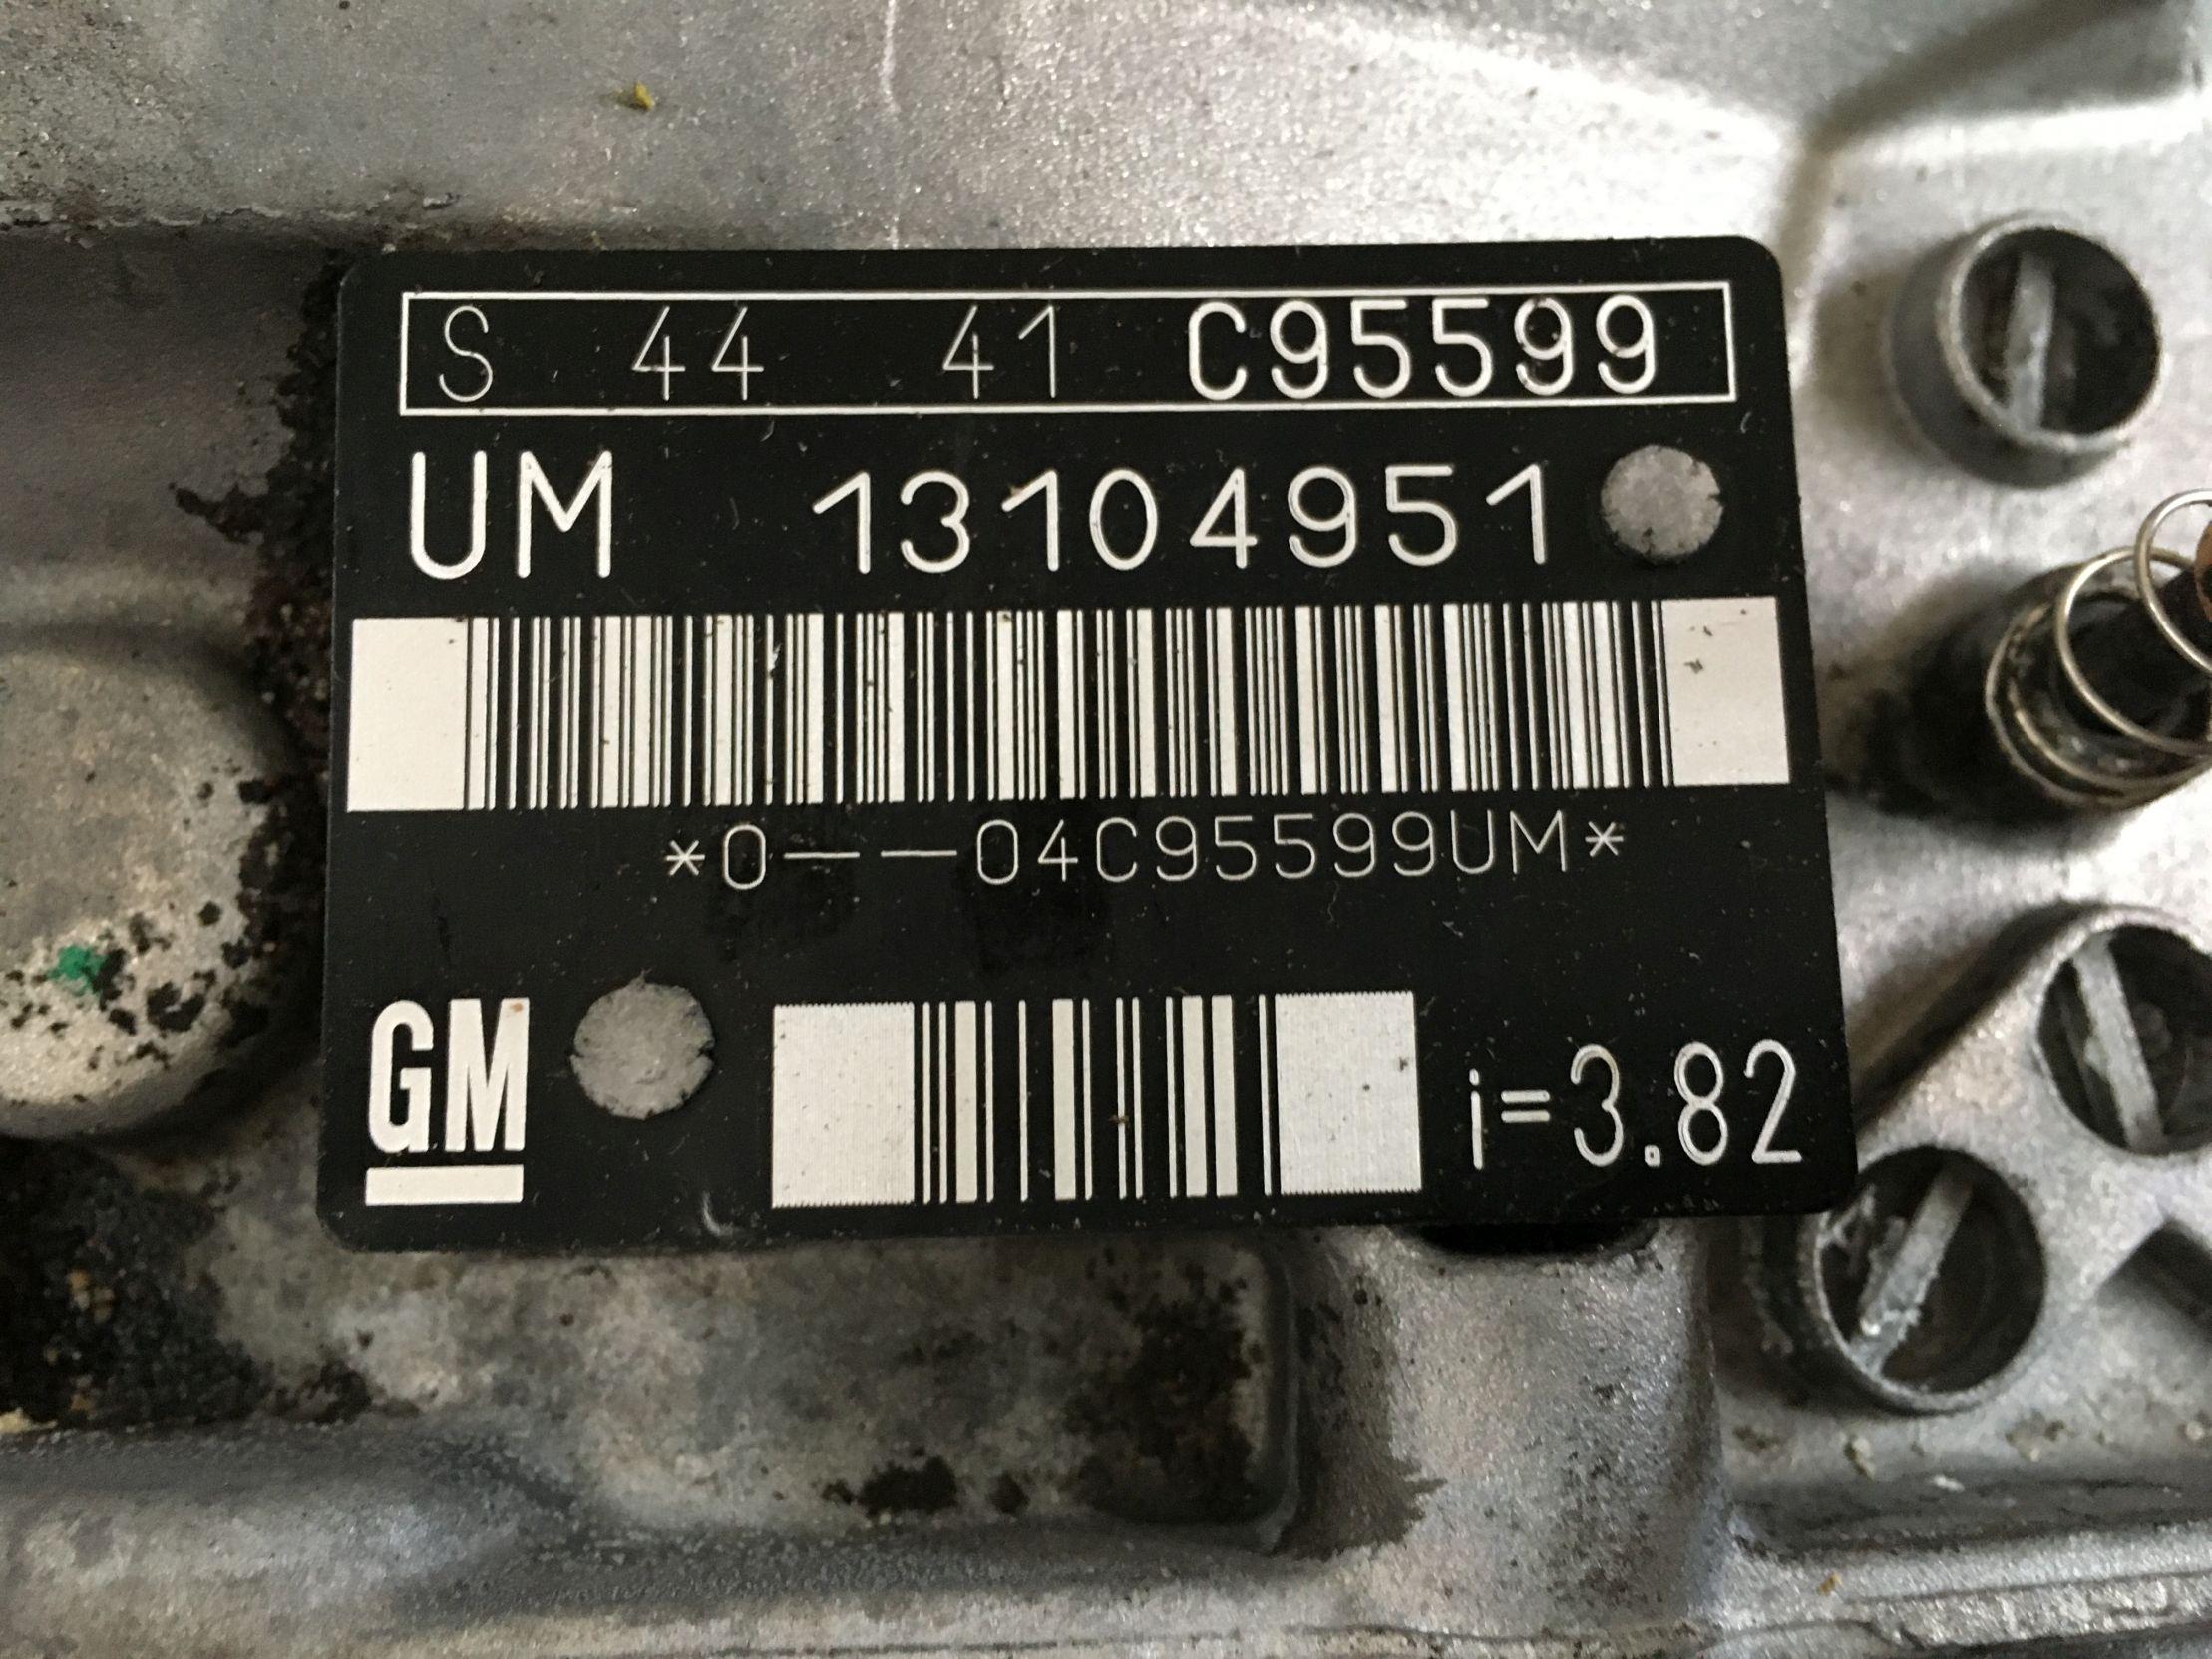 S 44 41 C95599
UM 13104951
*0--04C95599UM*
GM
i=3.82